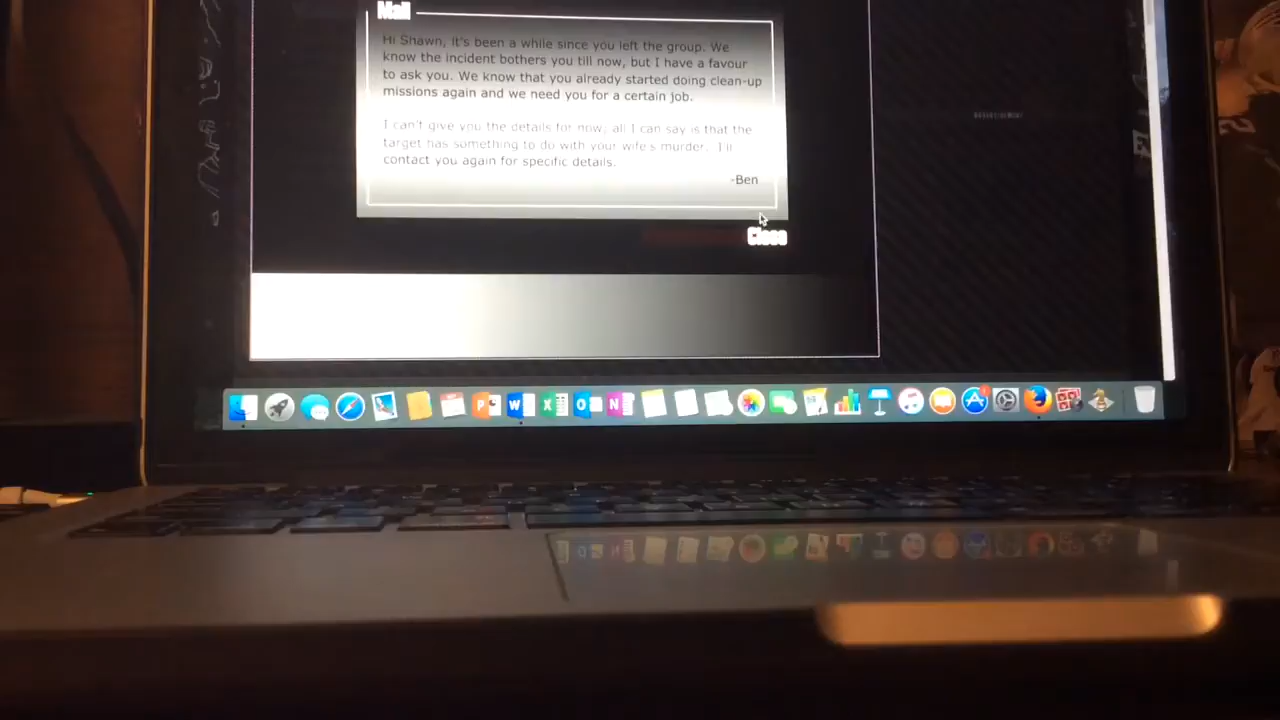 Mail
Hi Shawn, it's been a while since you left the group. We
know the incident bothers you till now, but I have a favour
to ask you. We know that you already started doing clean-up
missions again and we need you for a certain job.
I can't give you the details for now, all I can say is that the
target has something to do with your wife's murder. I'll
contact you again for specific details.
-Ben
Close
ADVERTISEMENT